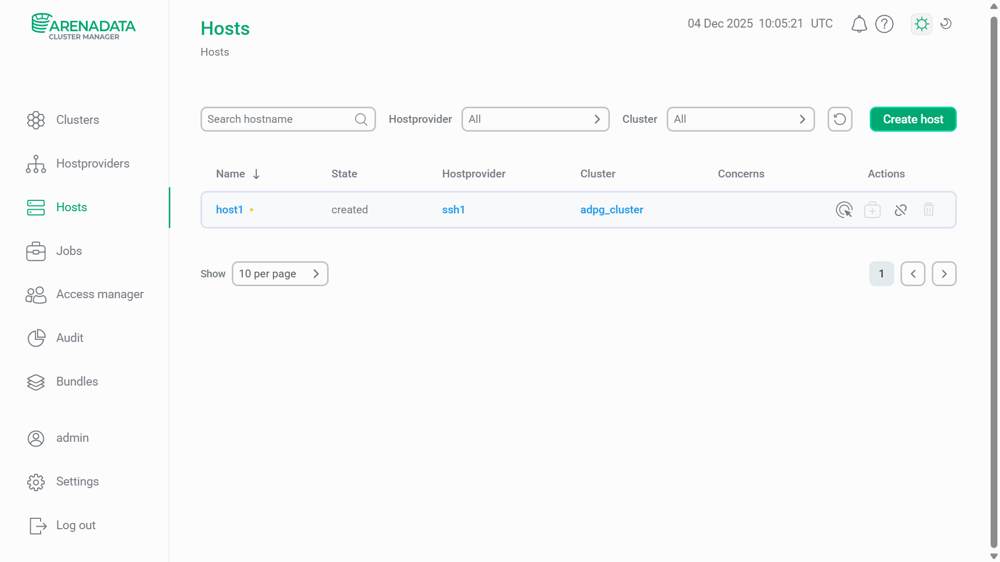 ARENADATA
CLUSTER MANAGER
Hosts
Hosts
04 Dec 2025 10:05:21 UTC
Clusters
Hostproviders
Hosts
Jobs
Access manager
Audit
Bundles
admin
Settings
Log out
Search hostname
Hostprovider
All
Cluster
All
Create host
Name State Hostprovider Cluster Concerns Actions
host1 created ssh1 adpg_cluster
Show
10 per page
1